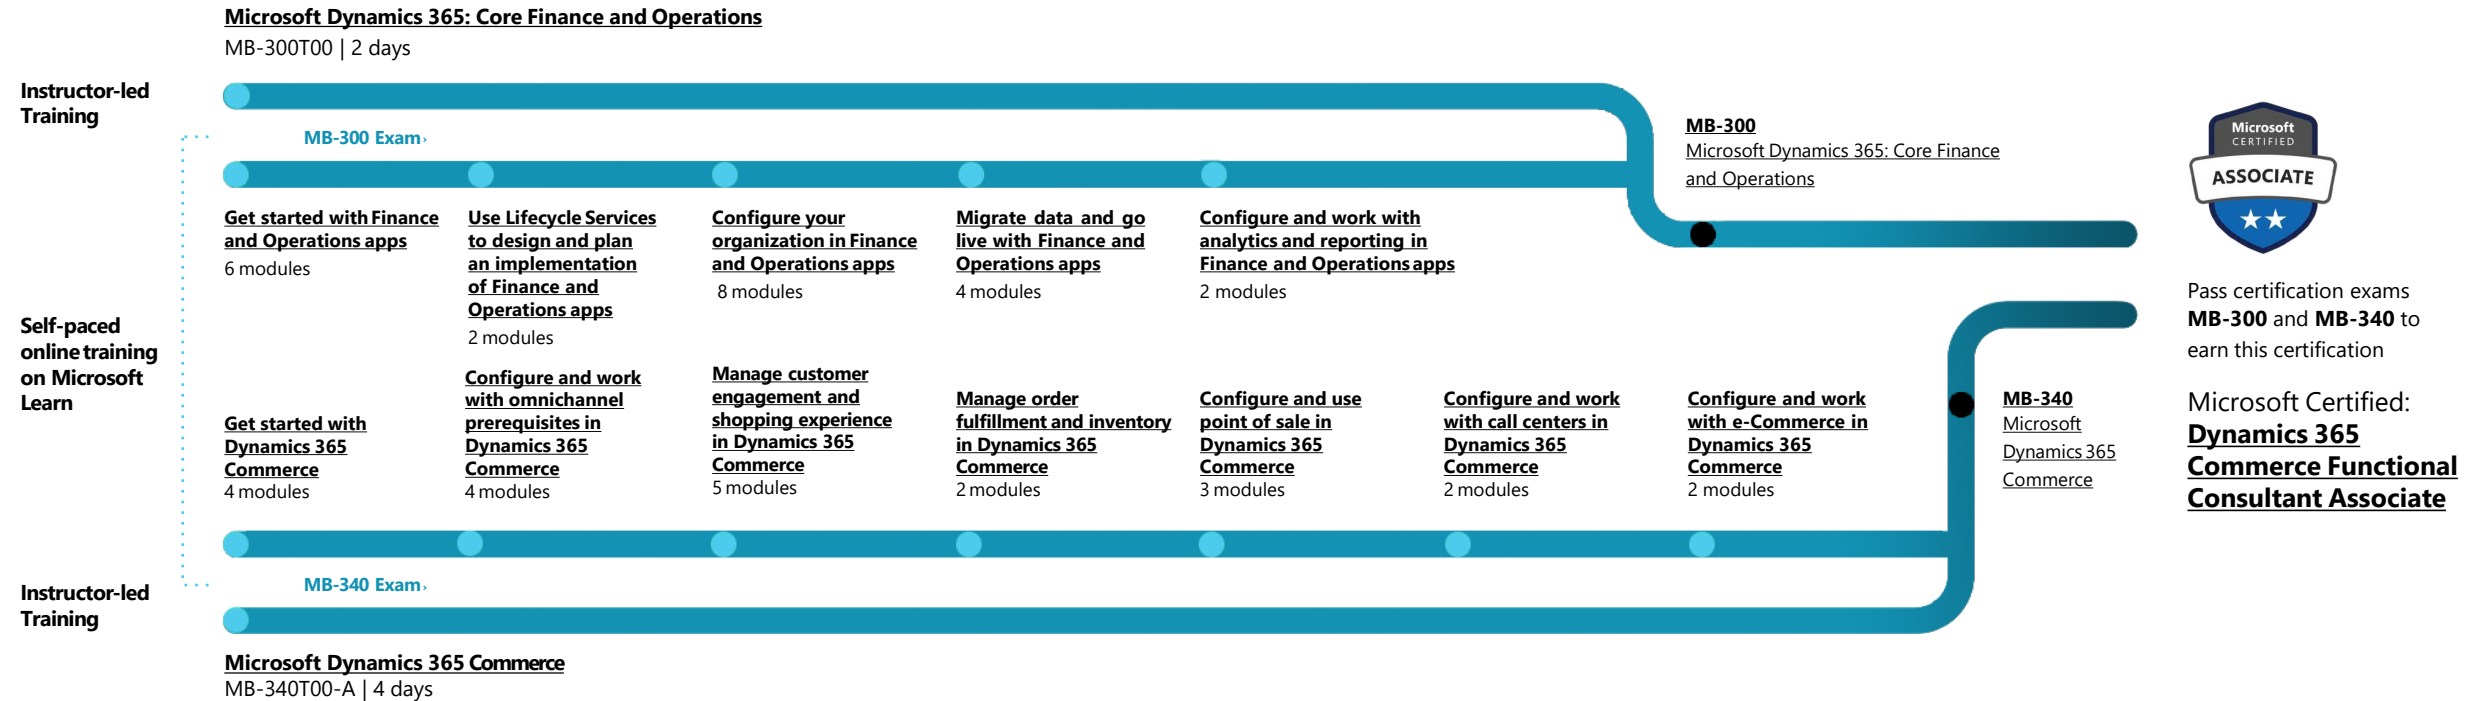 Microsoft Dynamics 365: Core Finance and Operations
MB-300T00 | 2 days
Instructor-led
Training
MB-300 Exam›
MB-300
Microsoft Dynamics 365: Core Finance
and Operations
Get started with Finance
and Operations apps
6 modules
Use Lifecycle Services
to design and plan
an implementation
of Finance and
Operations apps
2 modules
Configure your
organization in Finance
and Operations apps
8 modules
Migrate data and go
live with Finance and
Operations apps
4 modules
Configure and work with
analytics and reporting in
Finance and Operations apps
2 modules
Self-paced
online training
on Microsoft
Learn
Get started with
Dynamics 365
Commerce
4 modules
Configure and work
with omnichannel
prerequisites in
Dynamics 365
Commerce
4 modules
Manage customer
engagement and
shopping experience
in Dynamics 365
Commerce
5 modules
Manage order
fulfillment and inventory
in Dynamics 365
Commerce
2 modules
Configure and use
point of sale in
Dynamics 365
Commerce
3 modules
Configure and work
with call centers in
Dynamics 365
Commerce
2 modules
Configure and work
with e-Commerce in
Dynamics 365
Commerce
2 modules
MB-340
Microsoft
Dynamics 365
Commerce
MB-340 Exam›
Instructor-led
Training
Microsoft Dynamics 365 Commerce
MB-340T00-A | 4 days
Microsoft
CERTIFIED
ASSOCIATE
Pass certification exams
MB-300 and MB-340 to
earn this certification
Microsoft Certified:
Dynamics 365
Commerce Functional
Consultant Associate